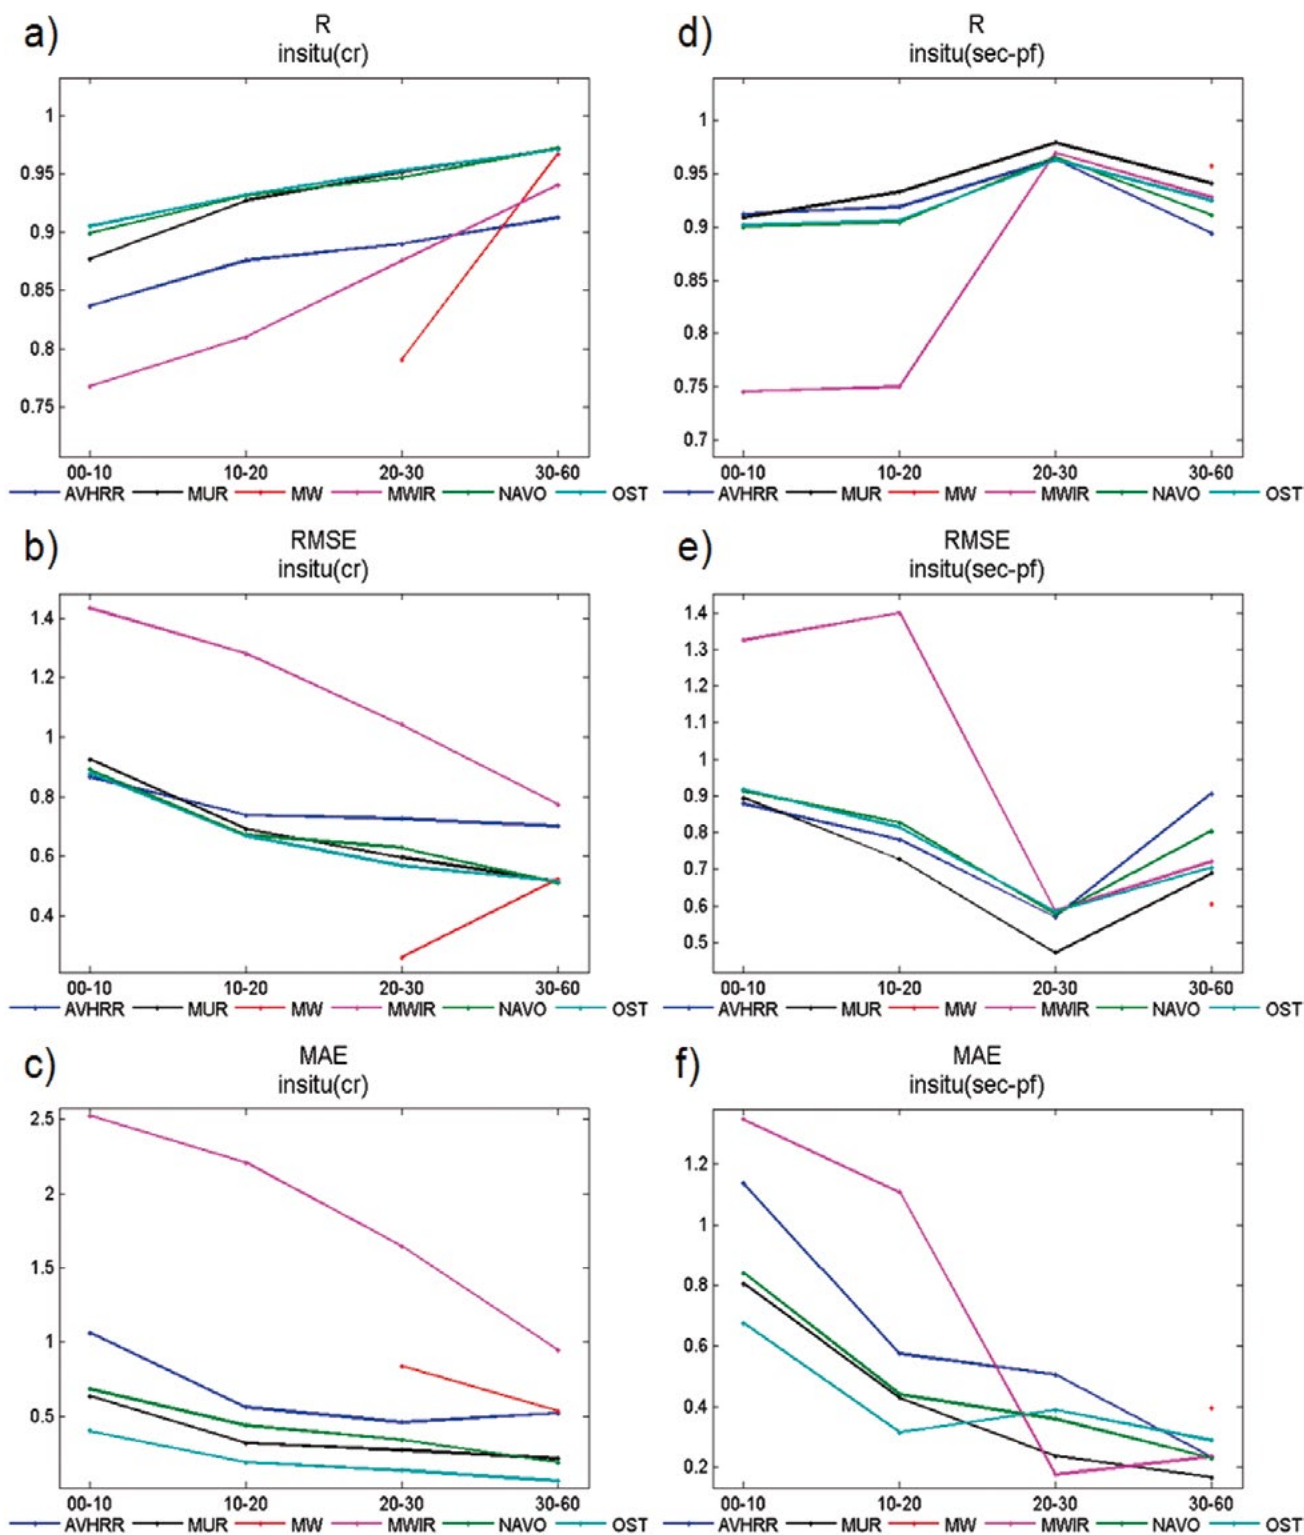 a)
R
insitu(cr)
1
0.95
0.9
0.85
0.8
0.75
00-10 10-20 20-30 30-60
AVHRR MUR MW MWIR NAVO OST
d)
R
insitu(sec-pf)
1
0.95
0.9
0.85
0.8
0.75
0.7
00-10 10-20 20-30 30-60
AVHRR MUR MW MWIR NAVO OST
b)
RMSE
insitu(cr)
1.4
1.2
1
0.8
0.6
0.4
00-10 10-20 20-30 30-60
AVHRR MUR MW MWIR NAVO OST
e)
RMSE
insitu(sec-pf)
1.4
1.3
1.2
1.1
1
0.9
0.8
0.7
0.6
0.5
00-10 10-20 20-30 30-60
AVHRR MUR MW MWIR NAVO OST
c)
MAE
insitu(cr)
2.5
2
1.5
1
0.5
00-10 10-20 20-30 30-60
AVHRR MUR MW MWIR NAVO OST
f)
MAE
insitu(sec-pf)
1.2
1
0.8
0.6
0.4
0.2
00-10 10-20 20-30 30-60
AVHRR MUR MW MWIR NAVO OST